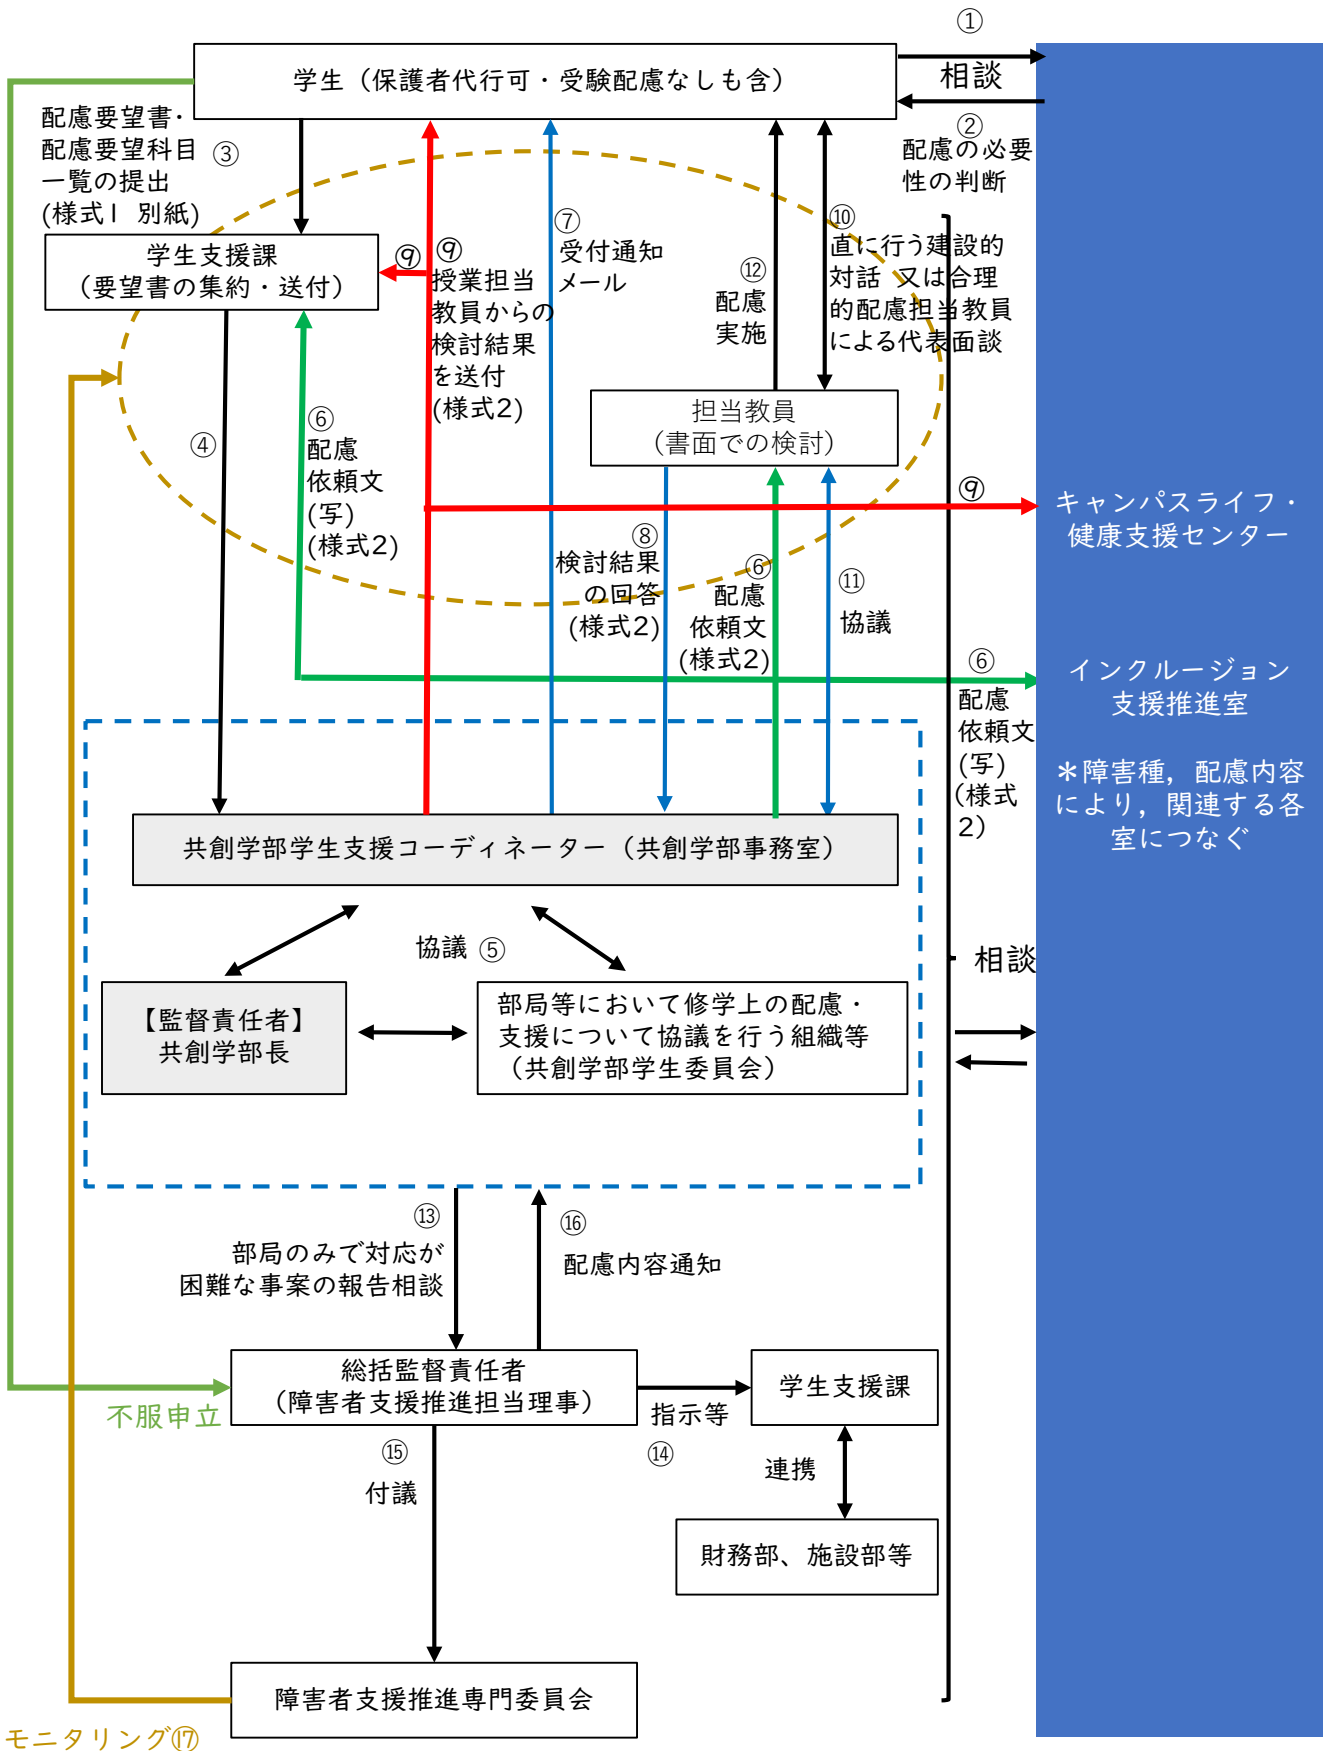 ①
学生（保護者代行可・受験配慮なしも含）
相談
②
配慮の必要
性の判断
配慮要望書・
配慮要望科目
一覧の提出
(様式1 別紙)
③
学生支援課
（要望書の集約・送付）
⑨
⑨
授業担当
教員からの
検討結果
を送付
(様式2)
⑦
受付通知
メール
⑫
配慮
実施
⑩
直に行う建設的
対話 又は合理
的配慮担当教員
による代表面談
担当教員
（書面での検討）
④
⑥
配慮
依頼文
(写)
(様式2)
⑨
キャンパスライフ・
健康支援センター
⑧
検討結果
の回答
(様式2)
⑥
配慮
依頼文
(様式2)
⑪
協議
⑥
配慮
依頼文
(写)
(様式
2)
インクルージョン
支援推進室
＊障害種，配慮内容
により，関連する各
室につなぐ
共創学部学生支援コーディネーター（共創学部事務室）
協議 ⑤
相談
【監督責任者】
共創学部長
部局等において修学上の配慮・
支援について協議を行う組織等
（共創学部学生委員会）
⑬
部局のみで対応が
困難な事案の報告相談
⑯
配慮内容通知
総括監督責任者
（障害者支援推進担当理事）
学生支援課
不服申立
指示等
⑭
⑮
付議
連携
財務部、施設部等
障害者支援推進専門委員会
モニタリング⑰